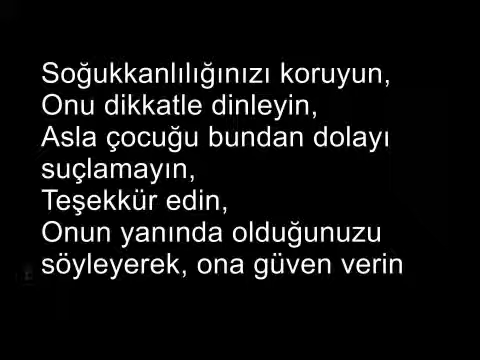 Soğukkanlılığınızı koruyun,
Onu dikkatle dinleyin,
Asla çocuğu bundan dolayı
suçlamayın,
Teşekkür edin,
Onun yanında olduğunuzu
söyleyerek, ona güven verin